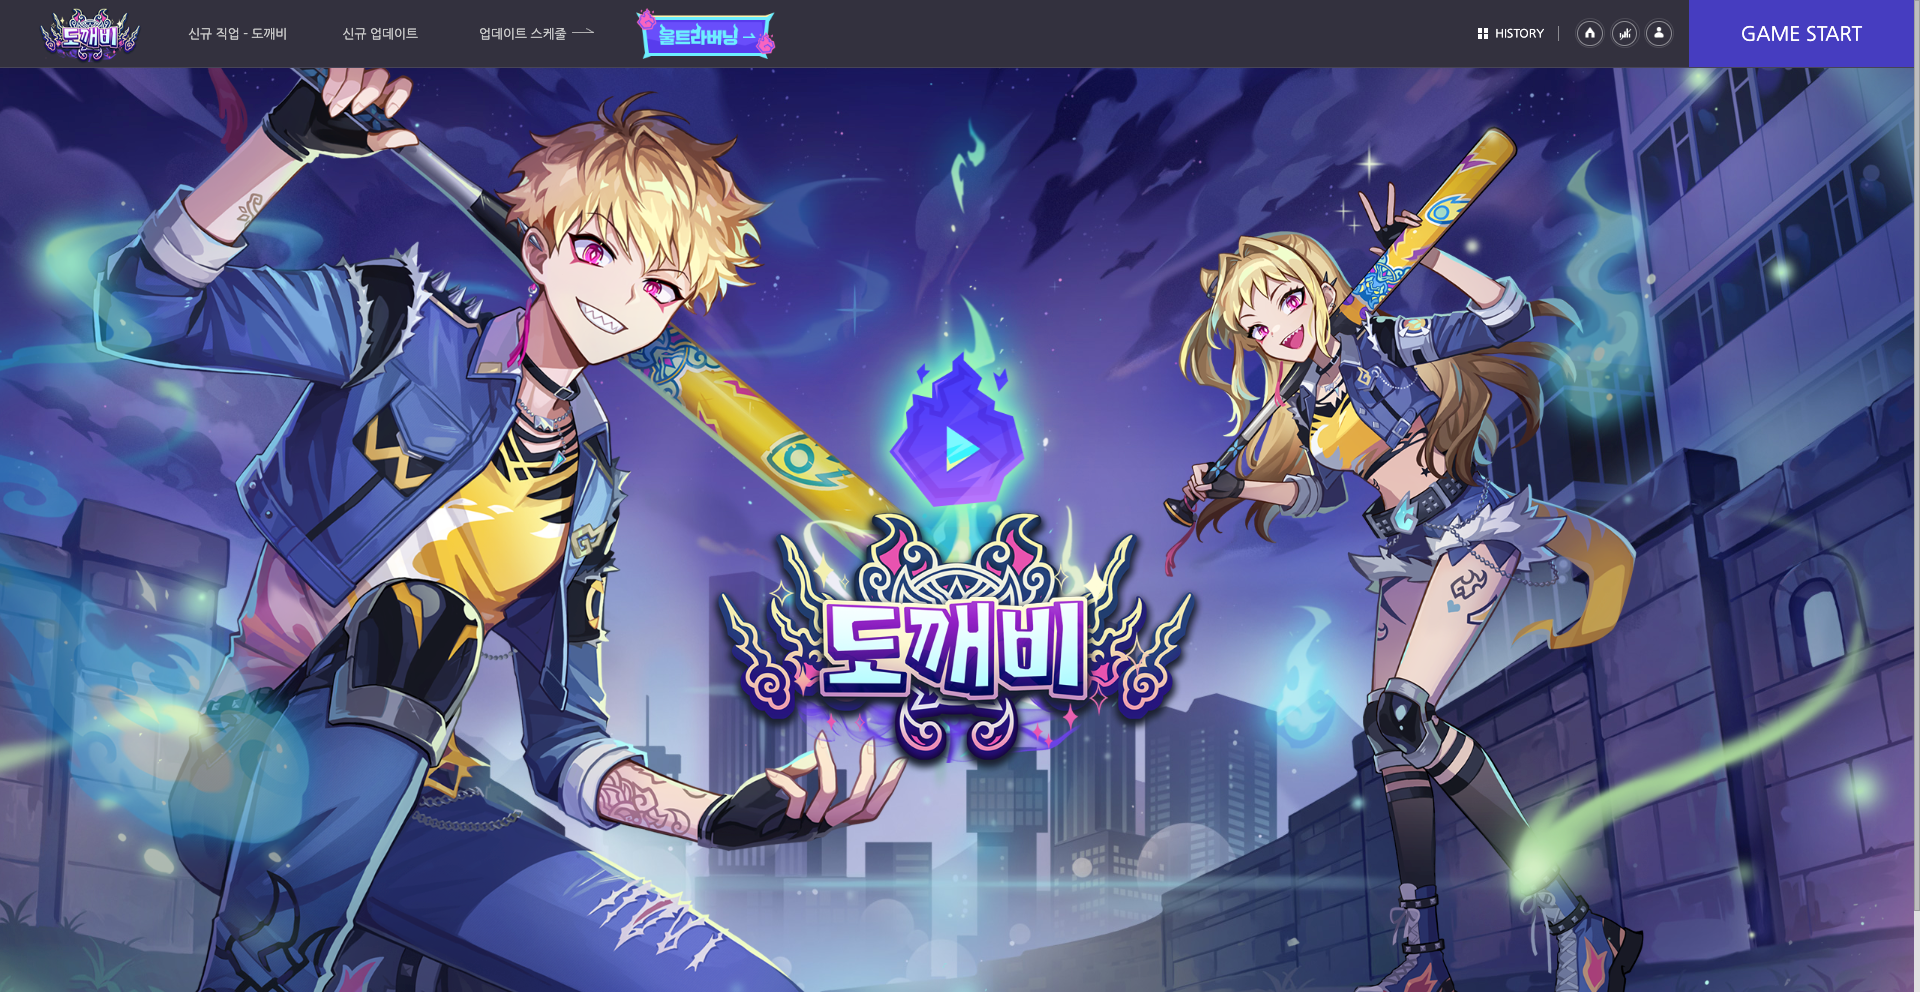 도깨비
신규 직업 - 도깨비
신규 업데이트
업데이트 스케줄
울트라버닝
HISTORY
GAME START
도깨비